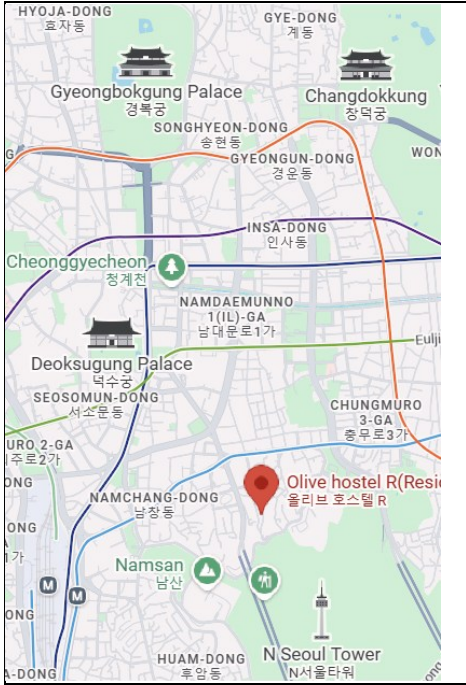 HYOJA-DONG
효자동
GYE-DONG
계동
Gyeongbokgung Palace
경복궁
Changdokkung
창덕궁
SONGHYEON-DONG
송현동
GYEONGUN-DONG
경운동
WON
G
INSA-DONG
인사동
Cheonggyecheon
청계천
NAMDAEMUNNO
1(IL)-GA
남대문로1가
Eulji
Deoksugung Palace
덕수궁
SEOSOMUN-DONG
서소문동
CHUNGMURO
3-GA
충무로3가
URO 2-GA
주로2가
Olive hostel R(Resi
올리브 호스텔 R
ONG
NAMCHANG-DONG
남창동
1가
Namsan
남산
M
M
ONG
N Seoul Tower
N서울타워
HUAM-DONG
후암동
A-DONG
ong